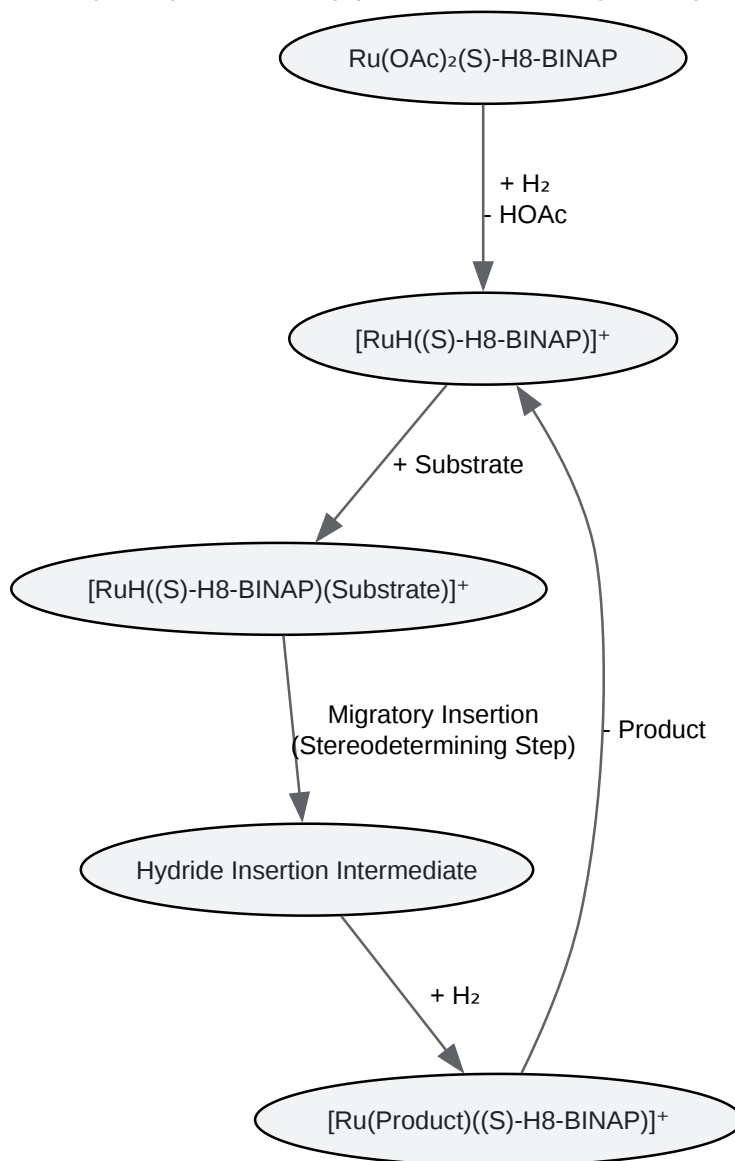 Ru(OAc)₂(S)-H8-BINAP
+ H₂
- HOAc
[RuH((S)-H8-BINAP)]⁺
+ Substrate
[RuH((S)-H8-BINAP)(Substrate)]⁺
Migratory Insertion
(Stereodetermining Step)
- Product
Hydride Insertion Intermediate
+ H₂
[Ru(Product)((S)-H8-BINAP)]⁺